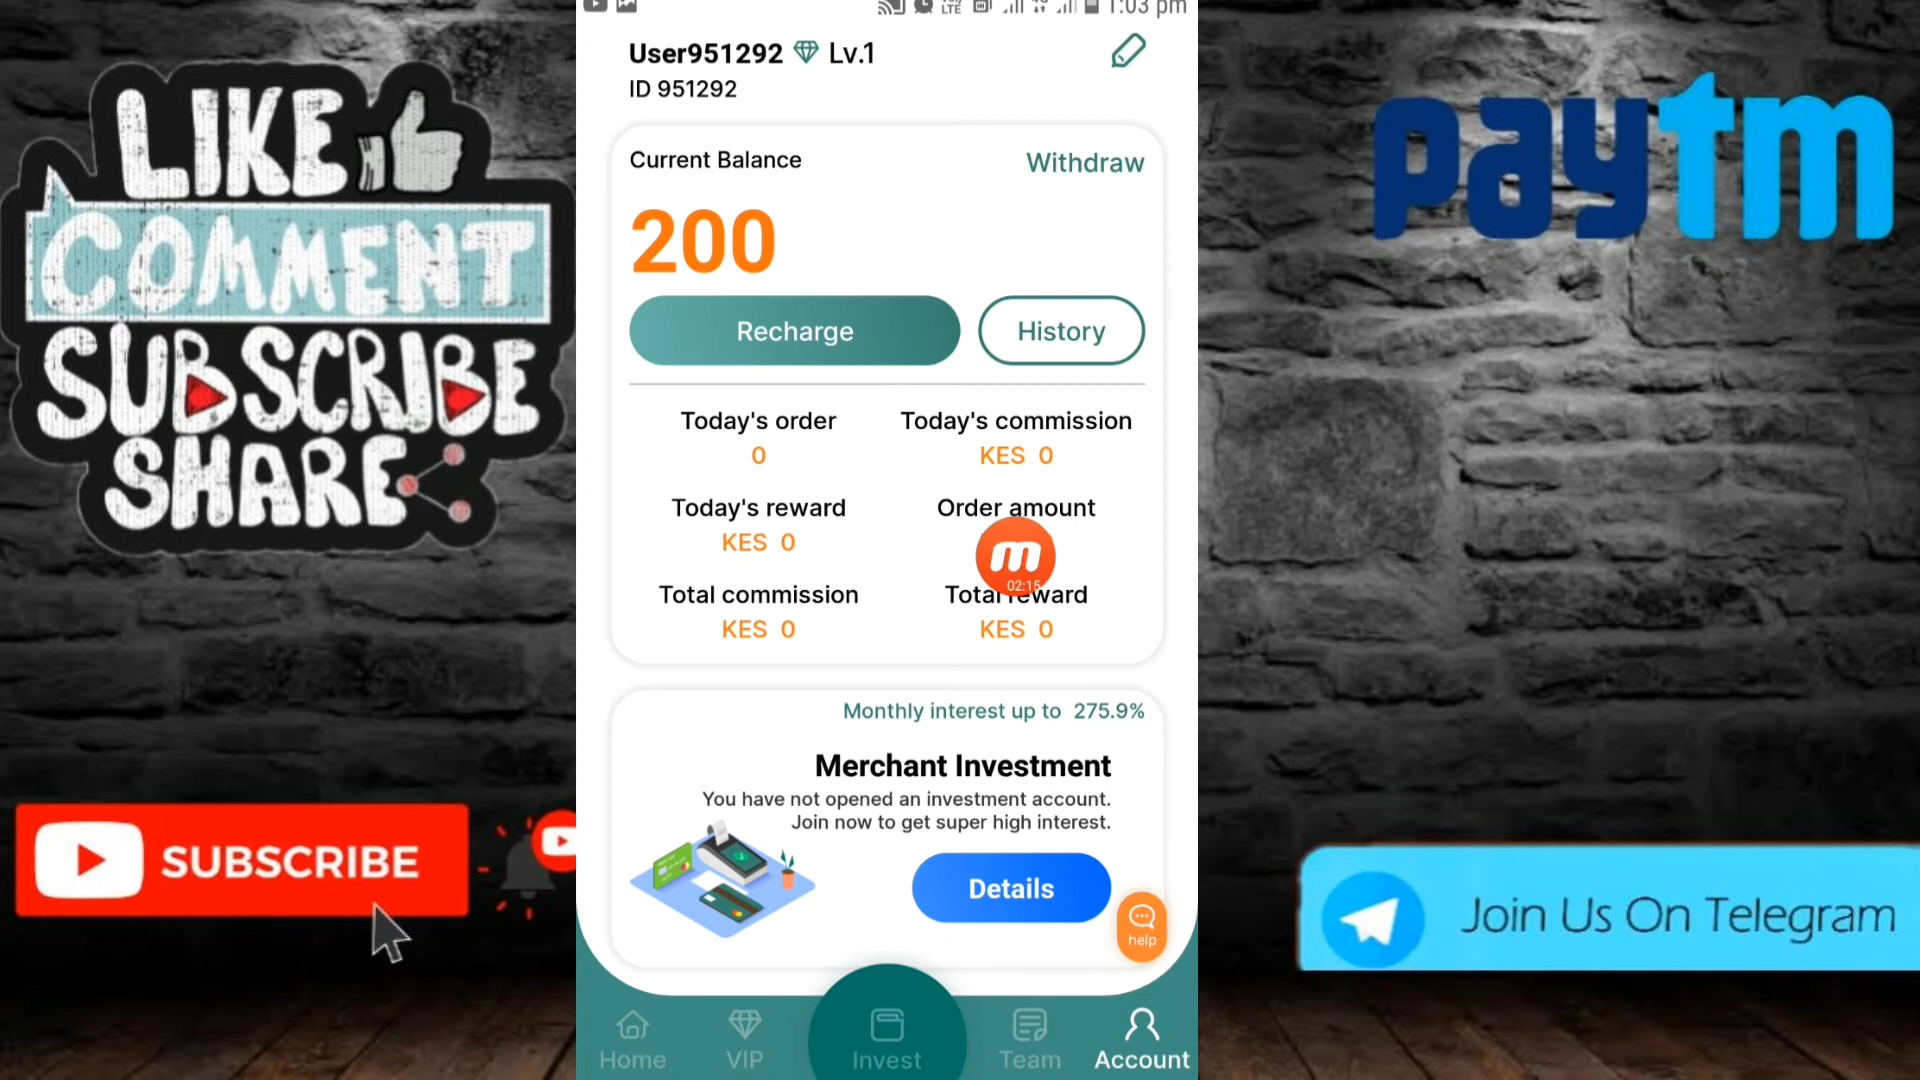 LIKE
COMMENT
SUBSCRIBE
SHARE
SUBSCRIBE
LTE
1:03 pm
User951292 Lv.1
ID 951292
Current Balance
Withdraw
200
Recharge
History
Today's order
Today's commission
0
KES 0
Today's reward
Order amount
KES 0
m
02:15
Total commission
Total reward
KES 0
KES 0
Monthly interest up to 275.9%
Merchant Investment
You have not opened an investment account.
Join now to get super high interest.
Details
help
Home
VIP
Invest
Team
Account
paytm
Join Us On Telegram